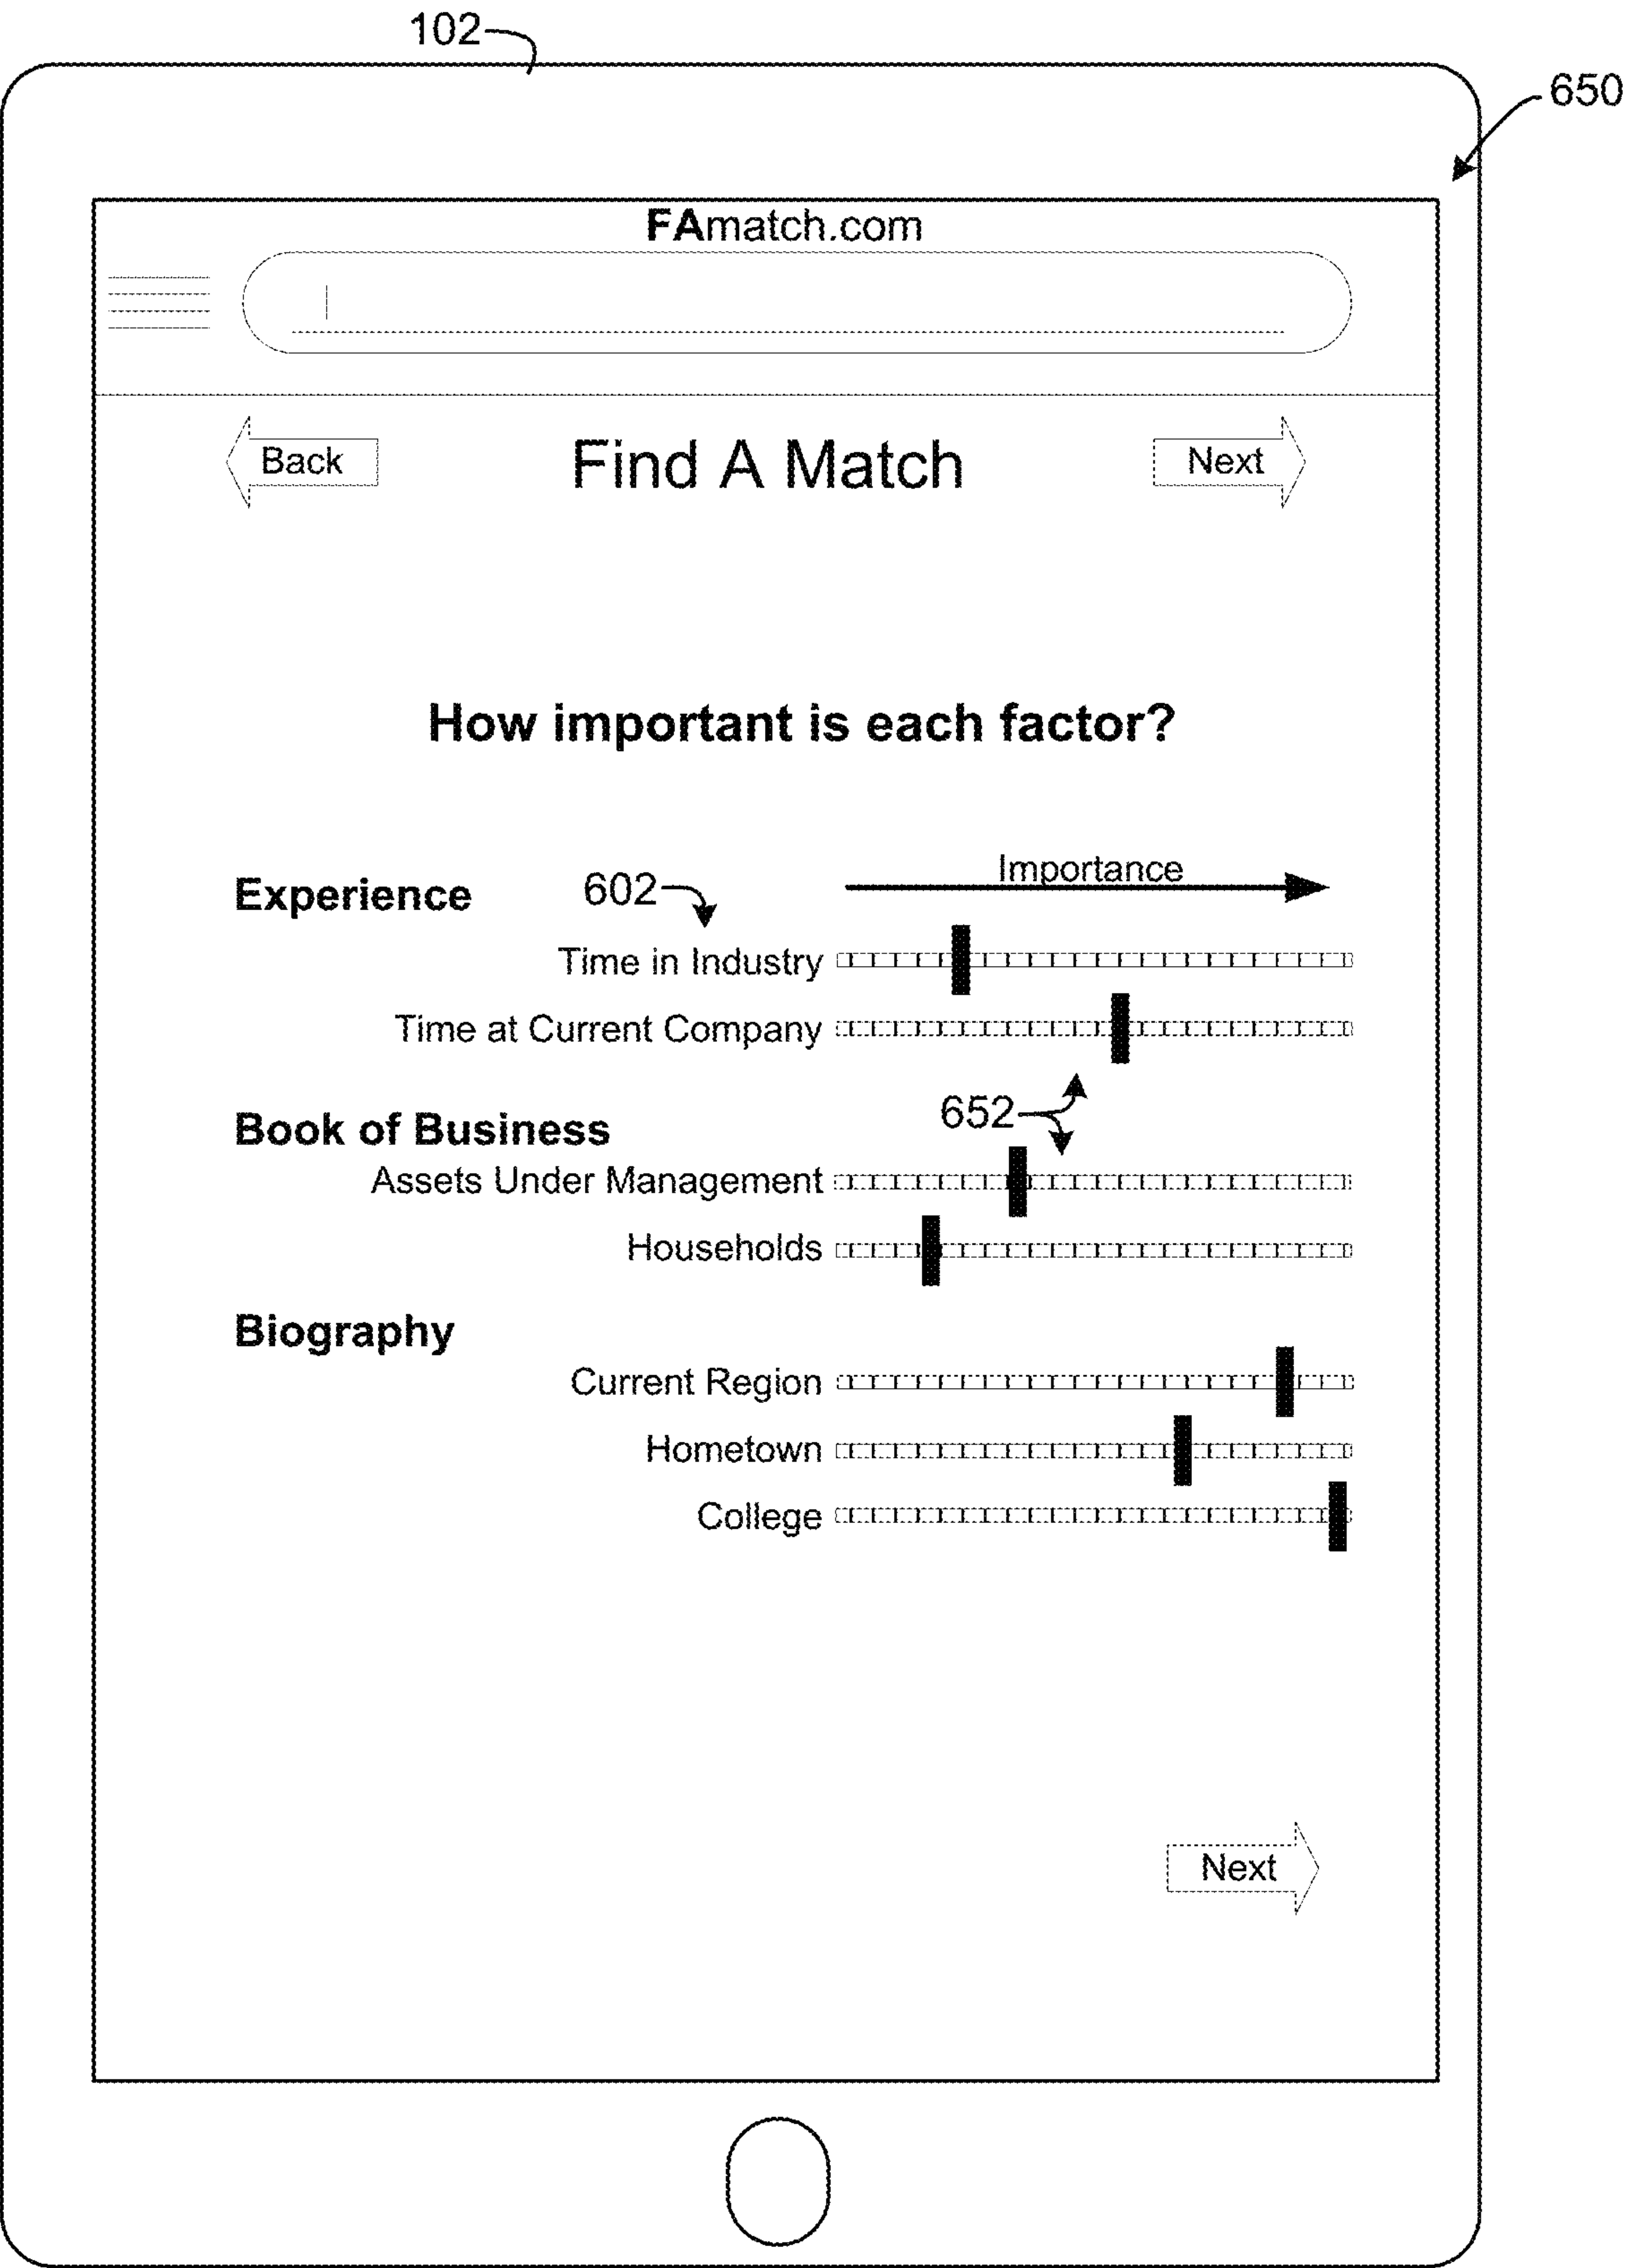 102
650
FAmatch.com
Back
Find A Match
Next
How important is each factor?
Importance
Experience
602
Time in Industry
Time at Current Company
652
Book of Business
Assets Under Management
Households
Biography
Current Region
Hometown
College
Next